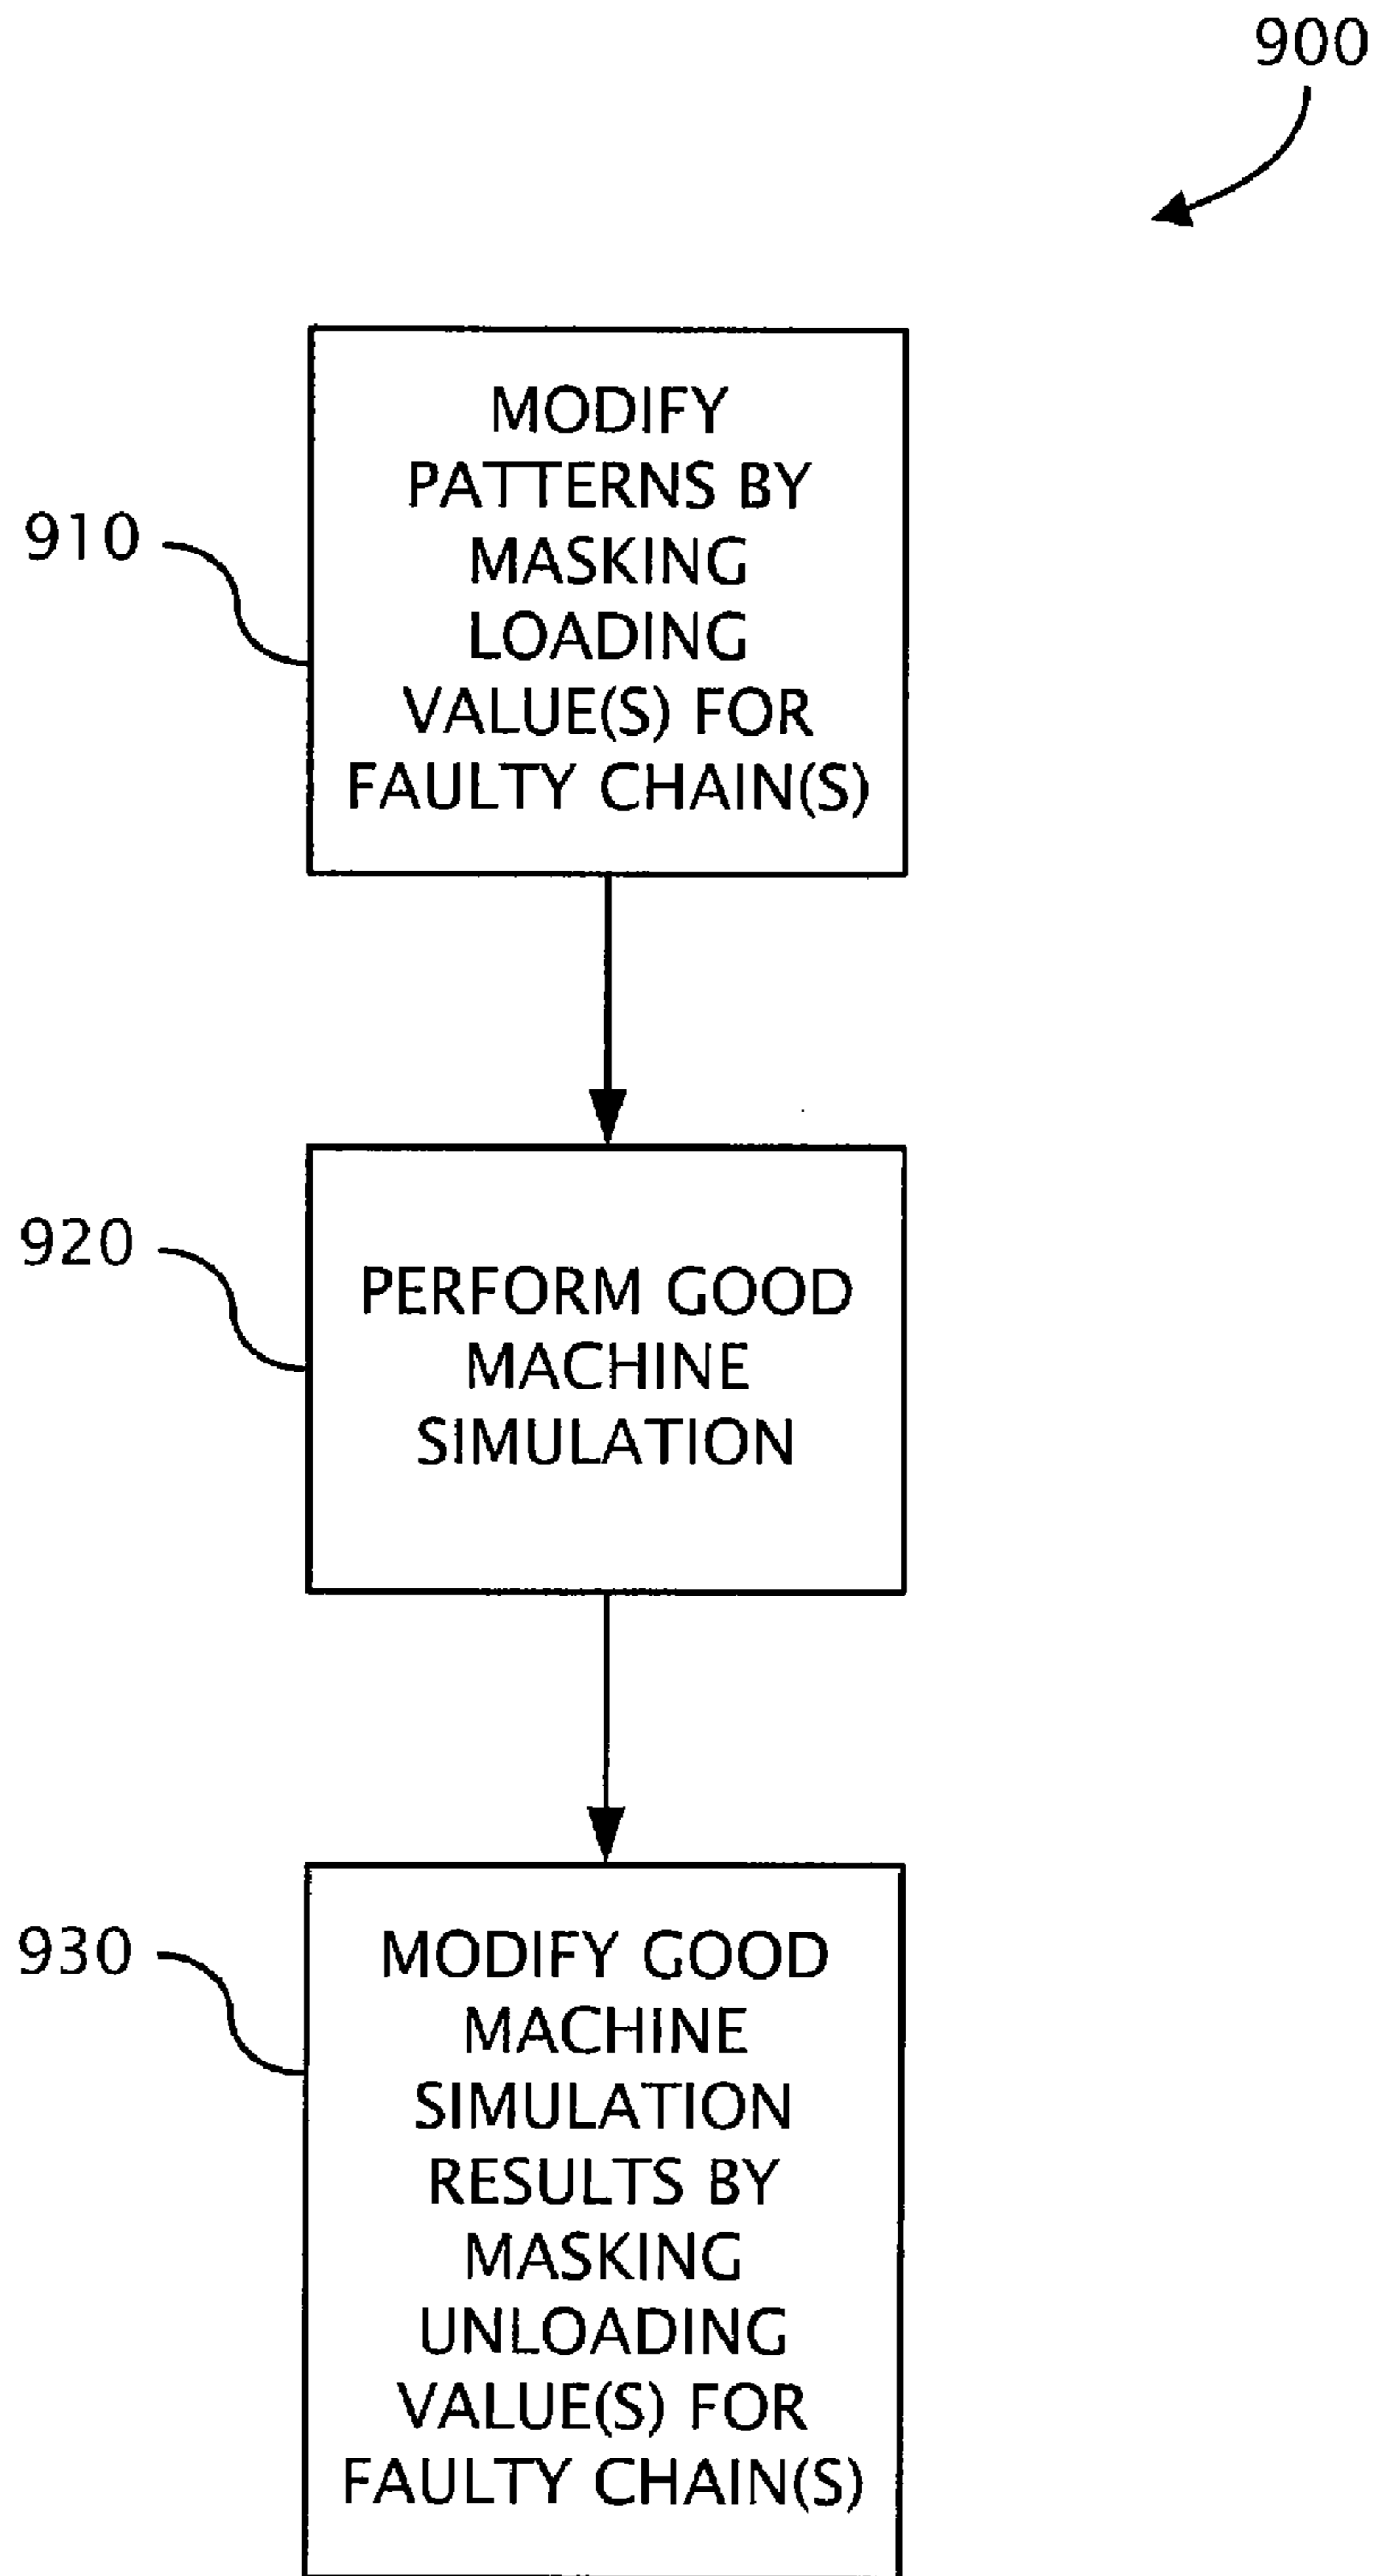 900
910
MODIFY
PATTERNS BY
MASKING
LOADING
VALUE(S) FOR
FAULTY CHAIN(S)
920
PERFORM GOOD
MACHINE
SIMULATION
930
MODIFY GOOD
MACHINE
SIMULATION
RESULTS BY
MASKING
UNLOADING
VALUE(S) FOR
FAULTY CHAIN(S)